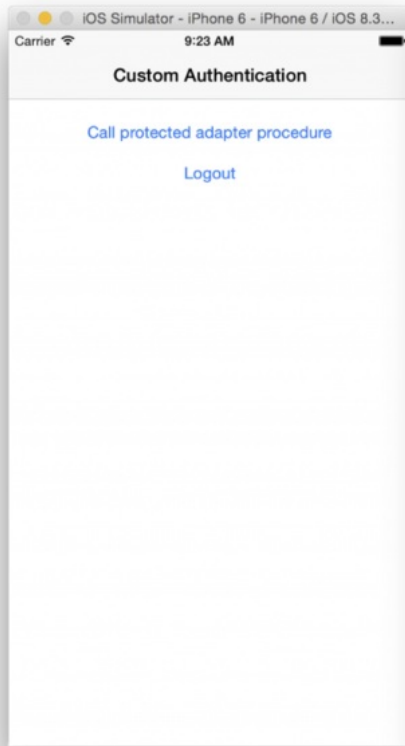 iOS Simulator - iPhone 6 - iPhone 6 / iOS 8.3...
Carrier 9:23 AM
Custom Authentication
Call protected adapter procedure
Logout